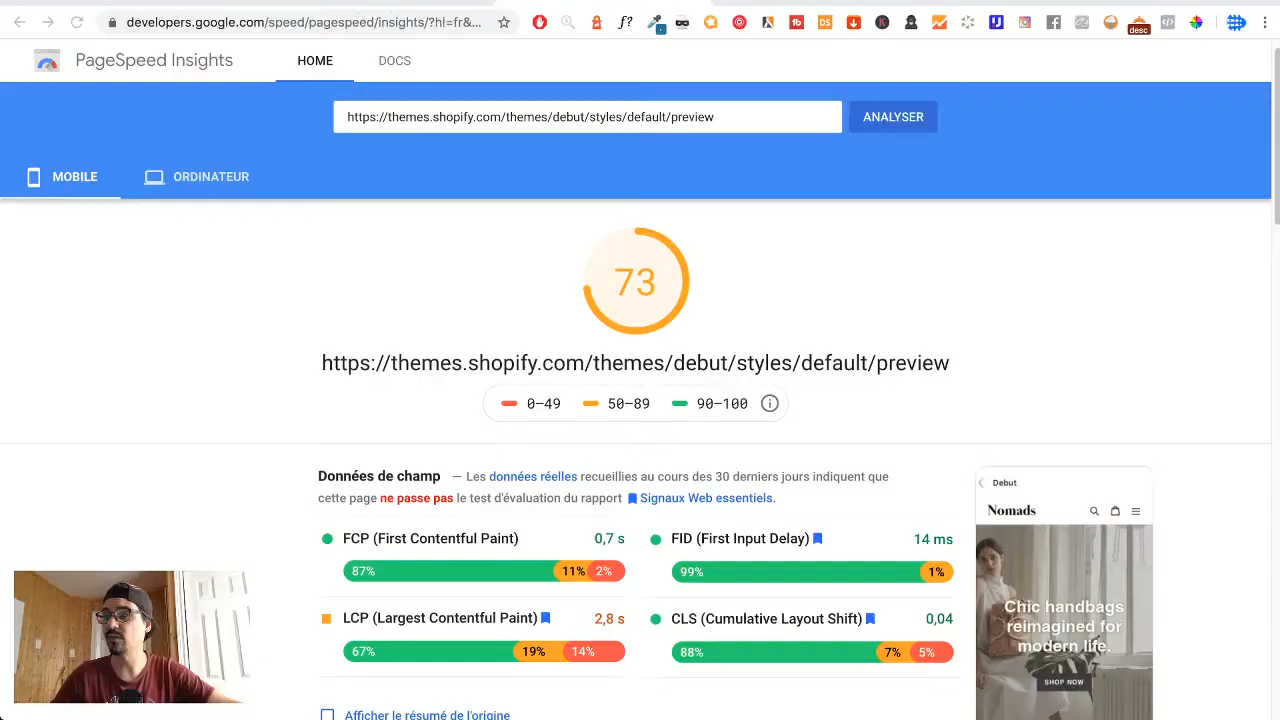 developers.google.com/speed/pagespeed/insights/?hl=fr&...
desc
PageSpeed Insights
HOME
DOCS
https://themes.shopify.com/themes/debut/styles/default/preview
ANALYSER
MOBILE
ORDINATEUR
73
https://themes.shopify.com/themes/debut/styles/default/preview
0–49
50–89
90–100
Données de champ — Les données réelles recueillies au cours des 30 derniers jours indiquent que
cette page ne passe pas le test d'évaluation du rapport Signaux Web essentiels.
FCP (First Contentful Paint) 0,7 s
87% 11% 2%
FID (First Input Delay) 14 ms
99% 1%
LCP (Largest Contentful Paint) 2,8 s
67% 19% 14%
CLS (Cumulative Layout Shift) 0,04
88% 7% 5%
Afficher le résumé de l'origine
Debut
Nomads
Chic handbags
reimagined for
modern life.
SHOP NOW